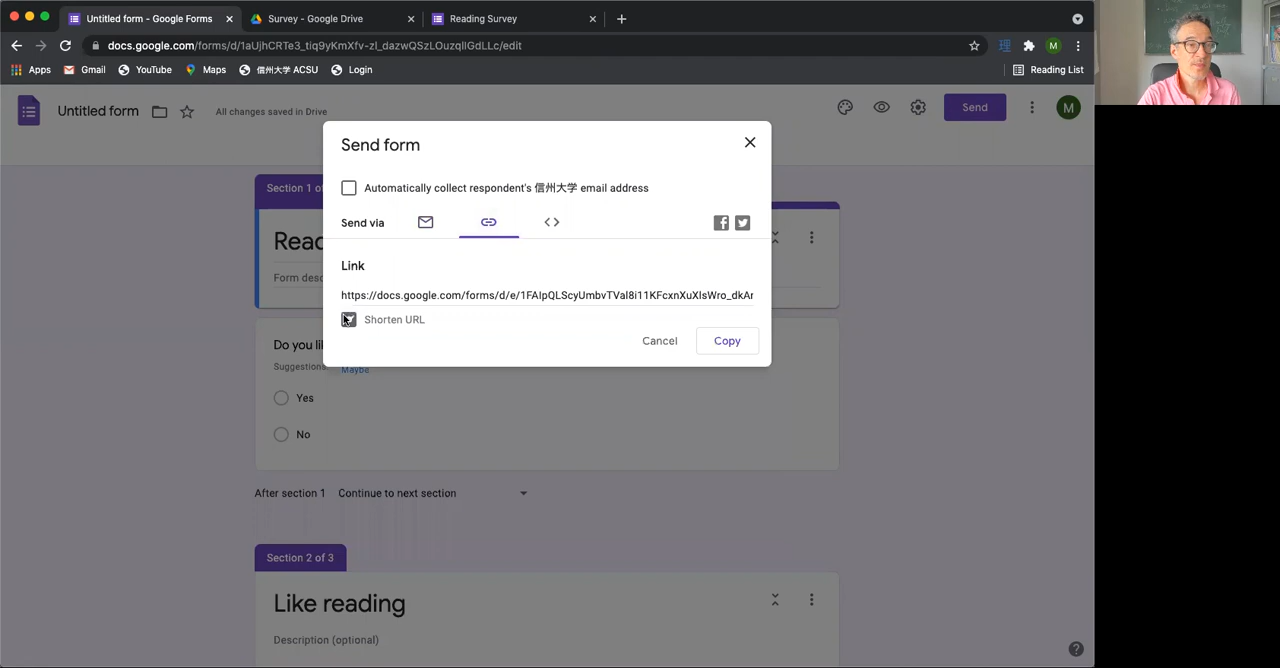 Untitled form - Google Forms
Survey - Google Drive
Reading Survey
docs.google.com/forms/d/1aUjhCRTe3_tiq9yKmXfv-zI_dazwQSzLOuzqlIGdLLc/edit
M
Apps
Gmail
YouTube
Maps
信州大学 ACSU
Login
Reading List
Untitled form
All changes saved in Drive
Send
M
Send form
Automatically collect respondent's 信州大学 email address
Send via
Link
https://docs.google.com/forms/d/e/1FAIpQLScyUmbvTVal8i11KFcxnXuXIsWro_dkAr
Shorten URL
Cancel
Copy
Section 1 o
Read
Form desc
Do you lik
Suggestions
Maybe
Yes
No
After section 1
Continue to next section
Section 2 of 3
Like reading
Description (optional)